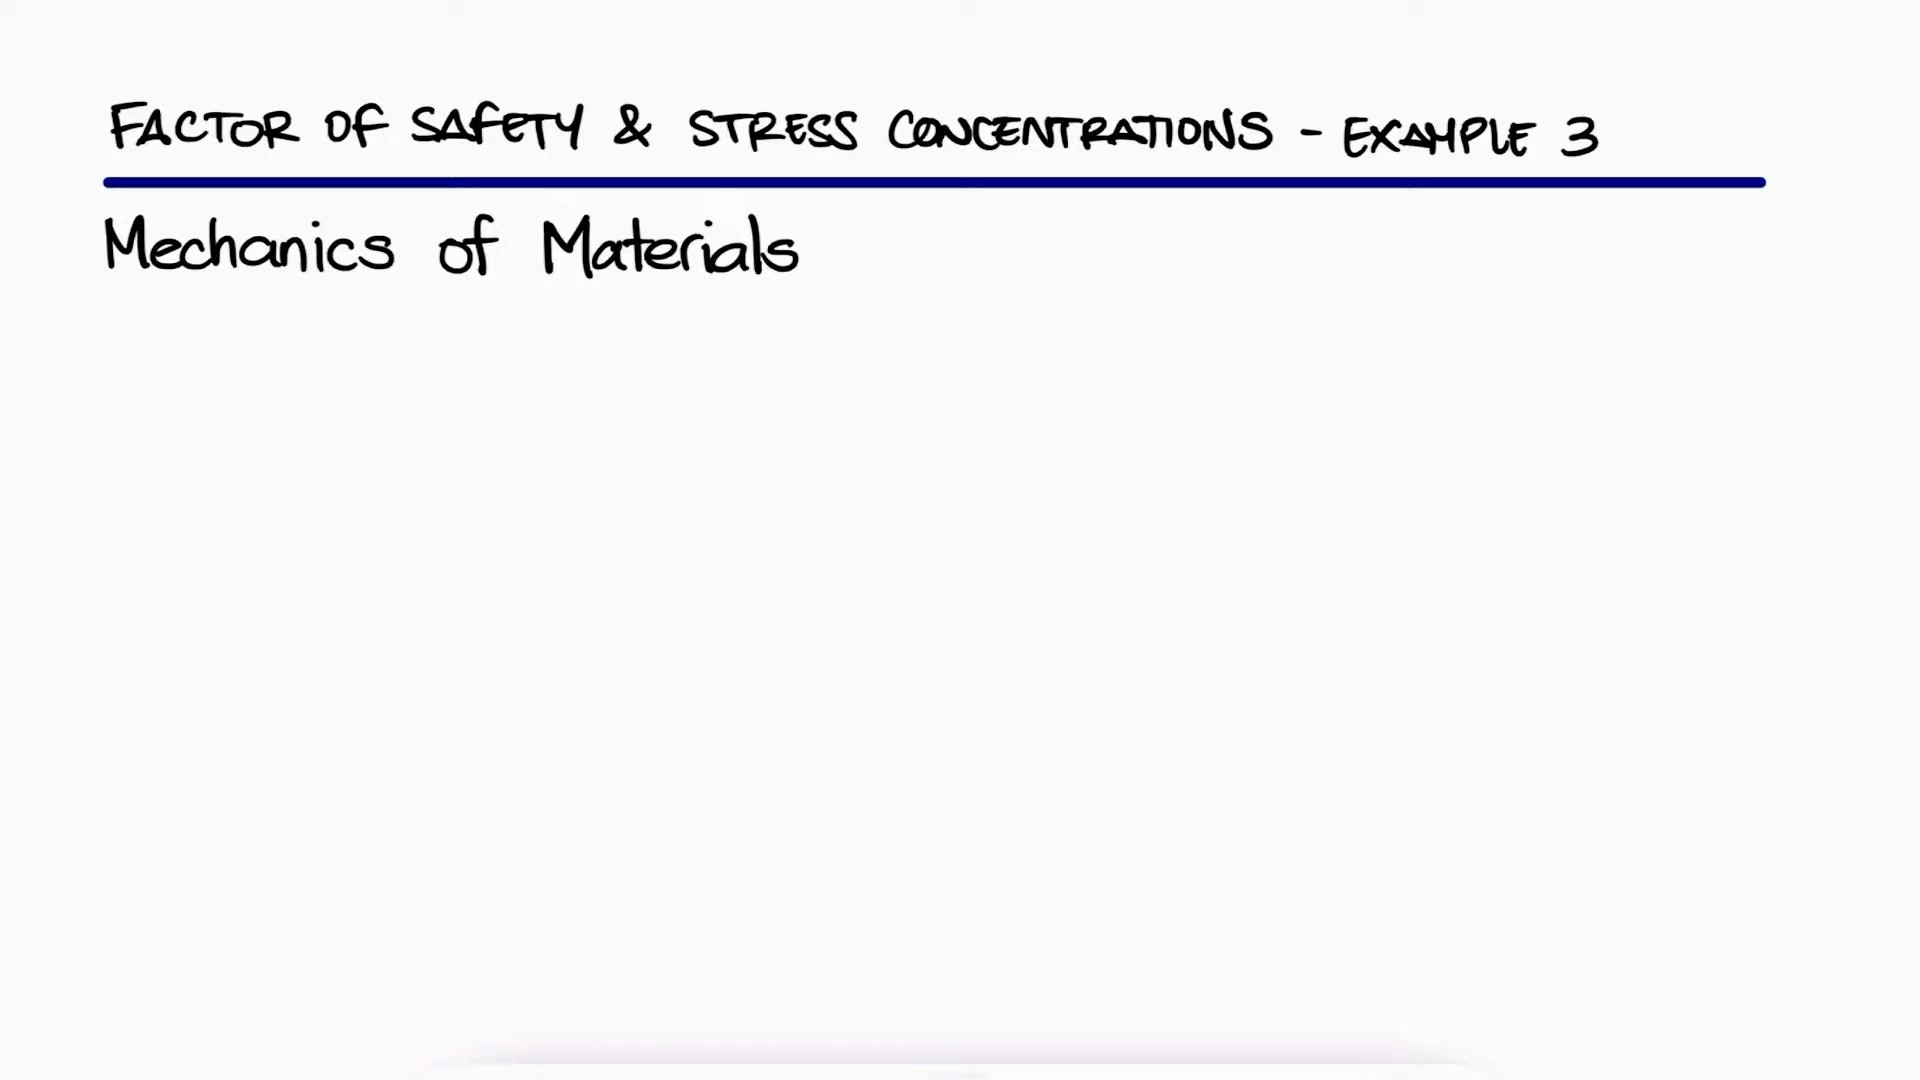 FACTOR OF SAFETY & STRESS CONCENTRATIONS - EXAMPLE 3
Mechanics of Materials